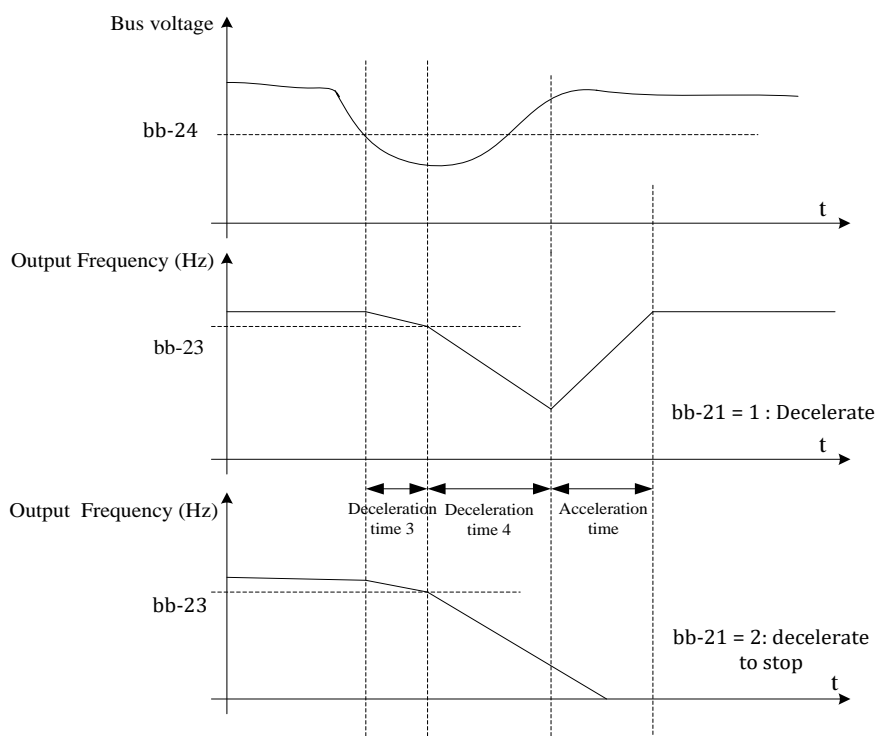 Bus voltage
bb-24
t
Output Frequency (Hz)
bb-23
bb-21 = 1 : Decelerate
t
Deceleration
time 3
Deceleration
time 4
Acceleration
time
Output Frequency (Hz)
bb-23
bb-21 = 2: decelerate
to stop
t